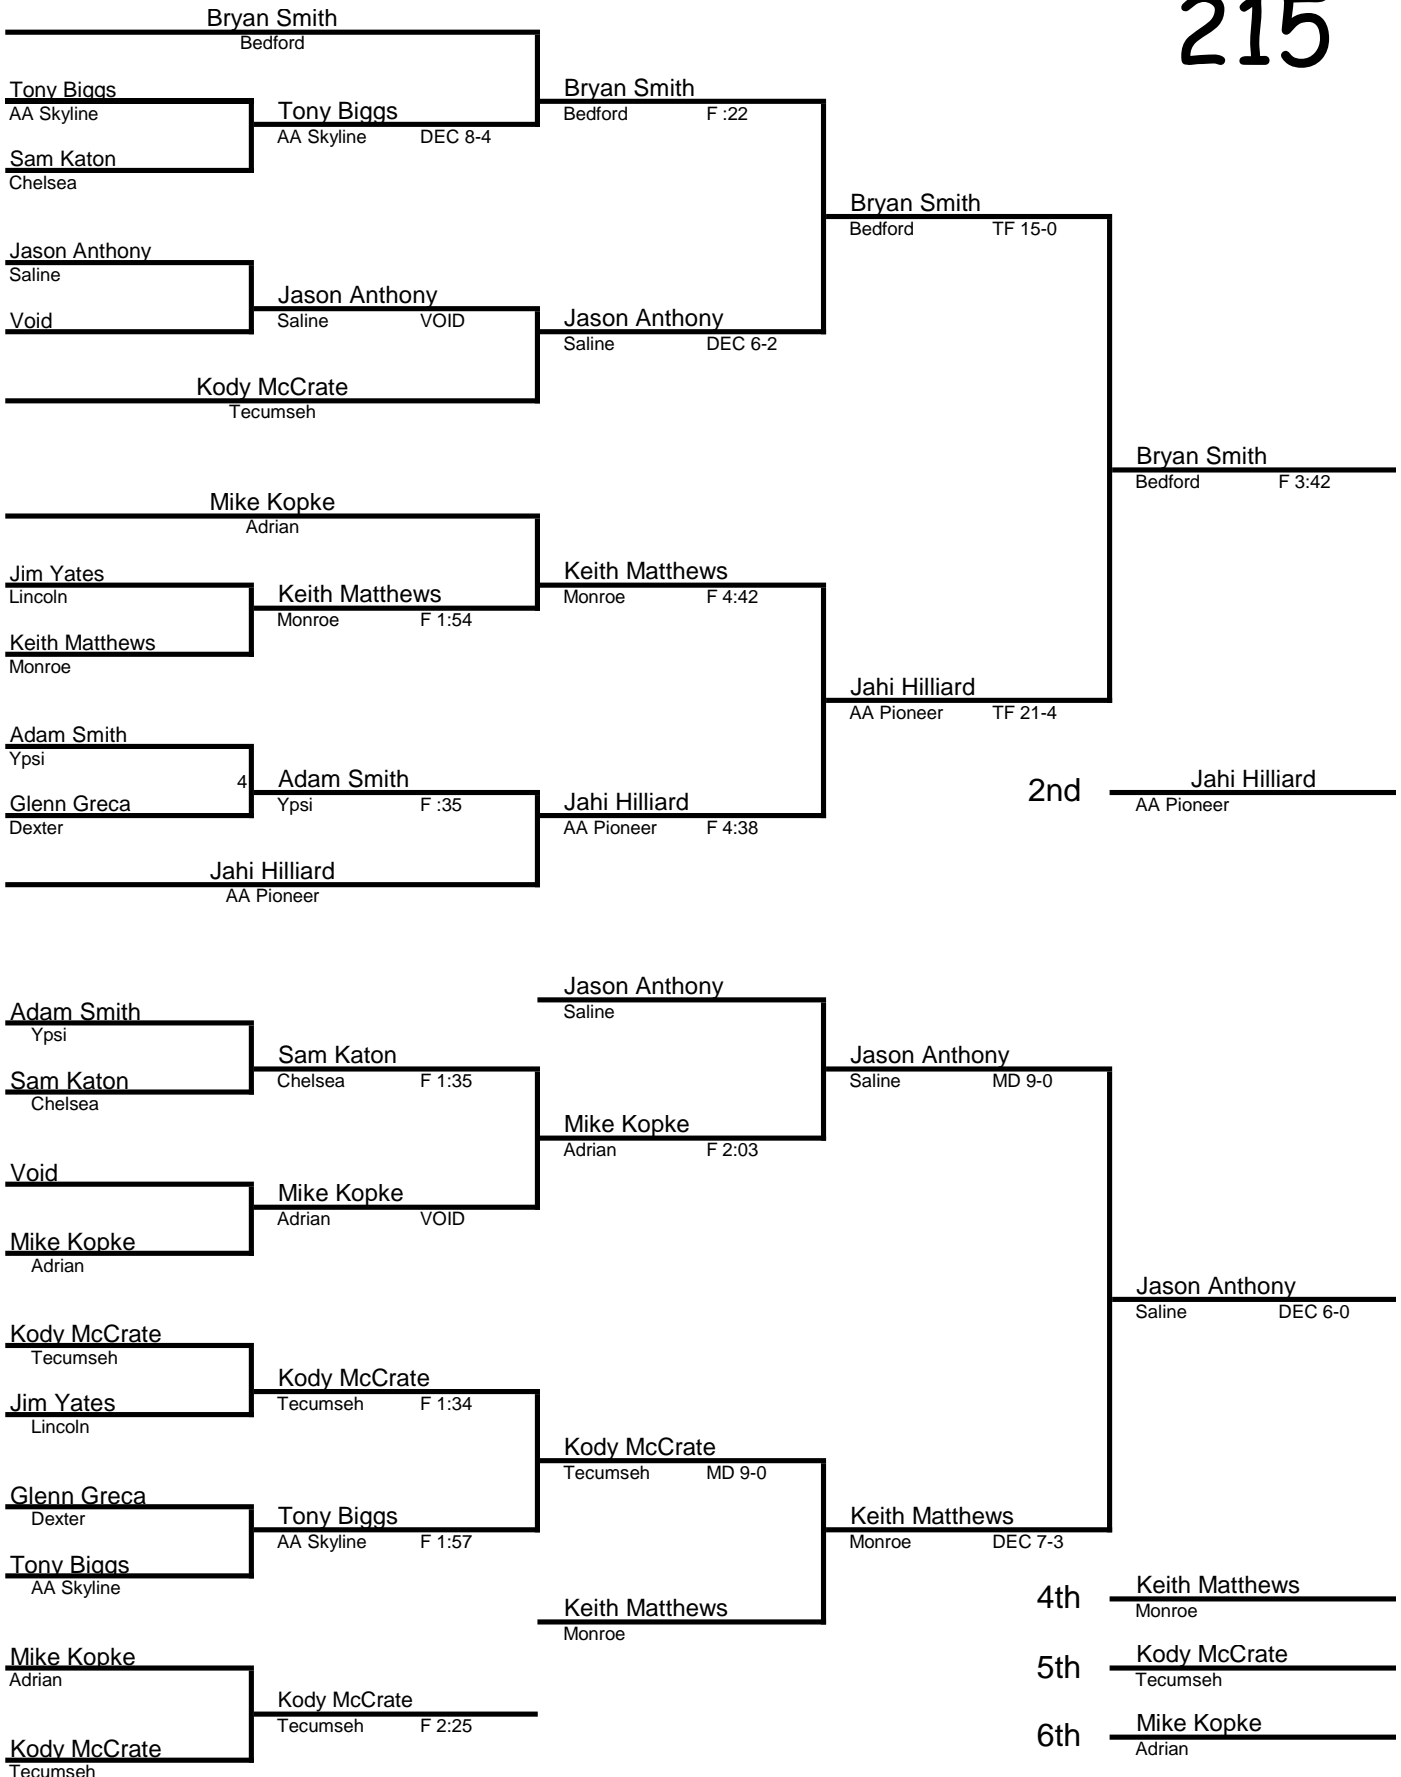 215
Bryan Smith
Bedford
Tony Biggs
AA Skyline
Sam Katon
Chelsea
Tony Biggs
AA Skyline DEC 8-4
Bryan Smith
Bedford F :22
Jason Anthony
Saline
Void
Jason Anthony
Saline VOID
Kody McCrate
Tecumseh
Jason Anthony
Saline DEC 6-2
Bryan Smith
Bedford TF 15-0
Mike Kopke
Adrian
Jim Yates
Lincoln
Keith Matthews
Monroe
Keith Matthews
Monroe F 1:54
Keith Matthews
Monroe F 4:42
Adam Smith
Ypsi
4
Glenn Greca
Dexter
Adam Smith
Ypsi F :35
Jahi Hilliard
AA Pioneer
Jahi Hilliard
AA Pioneer F 4:38
Jahi Hilliard
AA Pioneer TF 21-4
Bryan Smith
Bedford F 3:42
2nd Jahi Hilliard
AA Pioneer
Adam Smith
Ypsi
Sam Katon
Chelsea
Sam Katon
Chelsea F 1:35
Void
Mike Kopke
Adrian
Mike Kopke
Adrian VOID
Jason Anthony
Saline
Mike Kopke
Adrian F 2:03
Jason Anthony
Saline MD 9-0
Kody McCrate
Tecumseh
Jim Yates
Lincoln
Kody McCrate
Tecumseh F 1:34
Glenn Greca
Dexter
Tony Biggs
AA Skyline
Tony Biggs
AA Skyline F 1:57
Kody McCrate
Tecumseh MD 9-0
Keith Matthews
Monroe
Keith Matthews
Monroe DEC 7-3
Jason Anthony
Saline DEC 6-0
Mike Kopke
Adrian
Kody McCrate
Tecumseh
Kody McCrate
Tecumseh F 2:25
4th Keith Matthews
Monroe
5th Kody McCrate
Tecumseh
6th Mike Kopke
Adrian